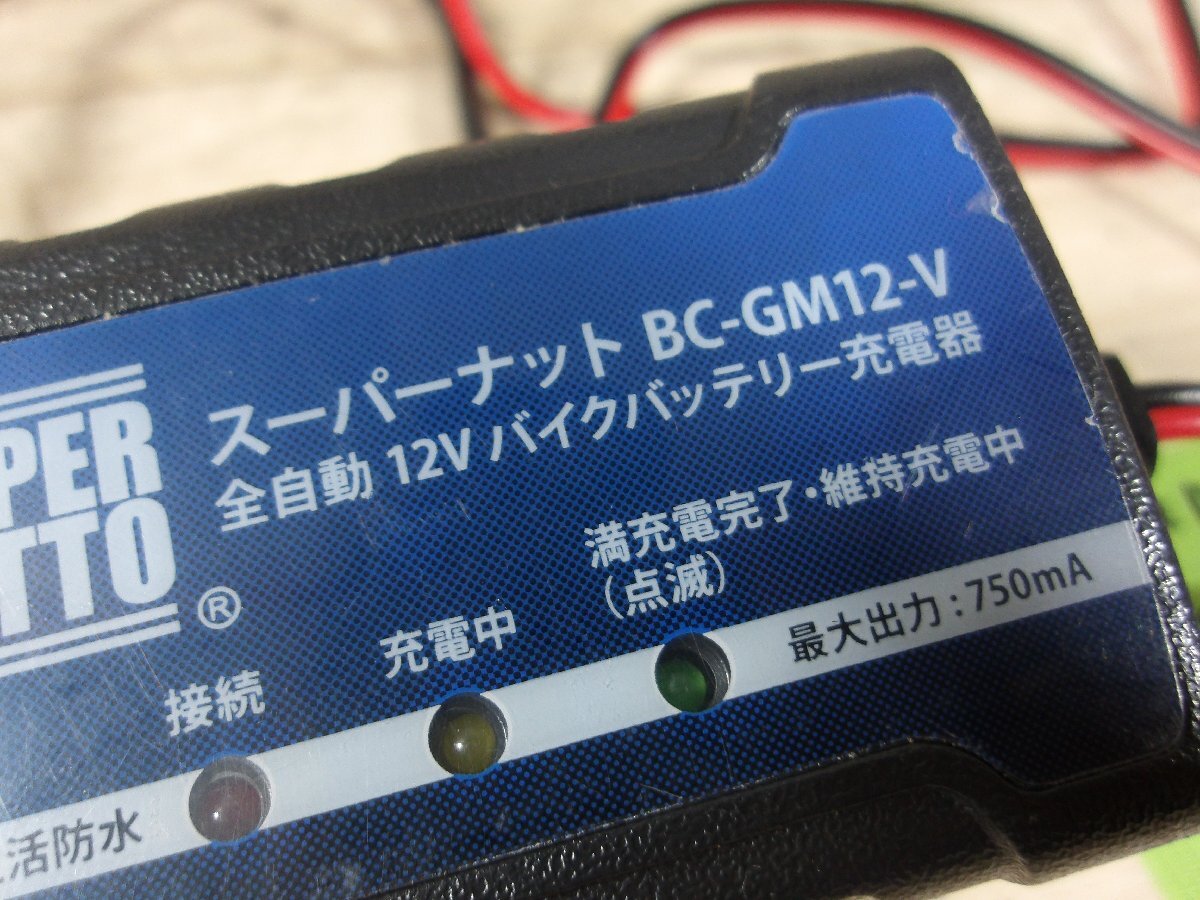 スーパーナット BC-GM12-V
全自動 12V バイクバッテリー充電器
PER
TTO
®
満充電完了・維持充電中
(点滅)
充電中
接続
最大出力：750mA
活防水